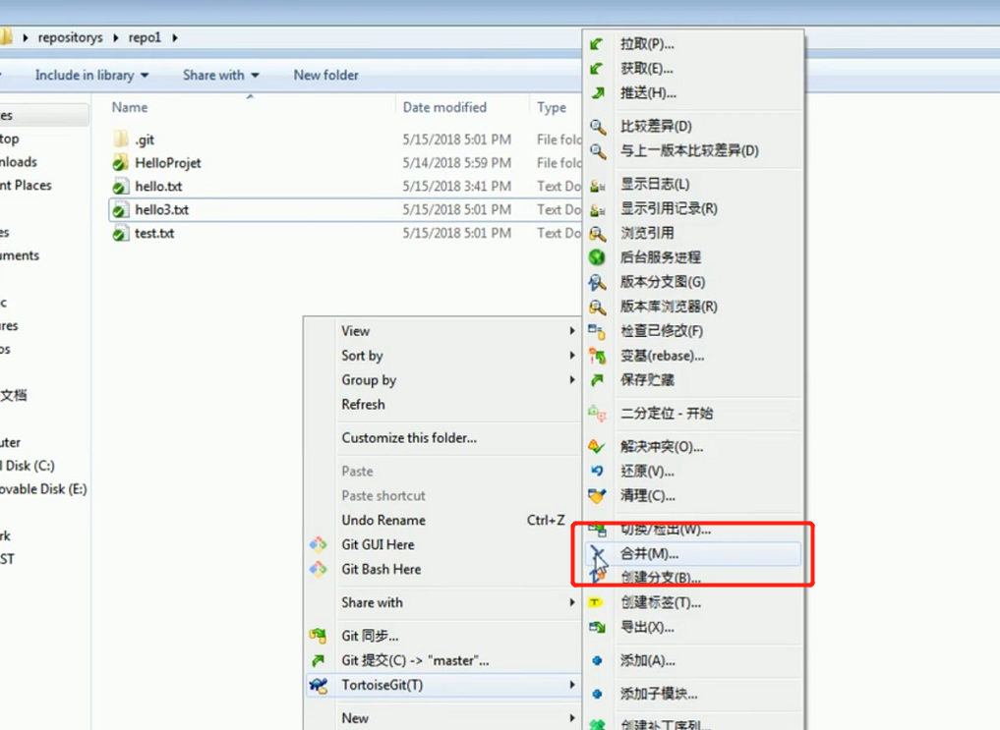 repositorys repo1
Include in library Share with New folder
Name Date modified Type
.git 5/15/2018 5:01 PM File fold
HelloProjet 5/14/2018 5:59 PM File fold
hello.txt 5/15/2018 3:41 PM Text Do
hello3.txt 5/15/2018 5:01 PM Text Do
test.txt 5/15/2018 5:01 PM Text Do
es
top
nloads
nt Places
es
uments
c
ures
os
文档
uter
l Disk (C:)
ovable Disk (E:)
rk
ST
View
Sort by
Group by
Refresh
Customize this folder...
Paste
Paste shortcut
Undo Rename Ctrl+Z
Git GUI Here
Git Bash Here
Share with
Git 同步...
Git 提交(C) -> "master"...
TortoiseGit(T)
New
拉取(P)...
获取(E)...
推送(H)...
比较差异(D)
与上一版本比较差异(D)
显示日志(L)
显示引用记录(R)
浏览引用
后台服务进程
版本分支图(G)
版本库浏览器(R)
检查已修改(F)
变基(rebase)...
保存贮藏
二分定位 - 开始
解决冲突(O)...
还原(V)...
清理(C)...
切换/检出(W)...
合并(M)...
创建分支(B)...
创建标签(T)...
导出(X)...
添加(A)...
添加子模块...
创建补丁序列...